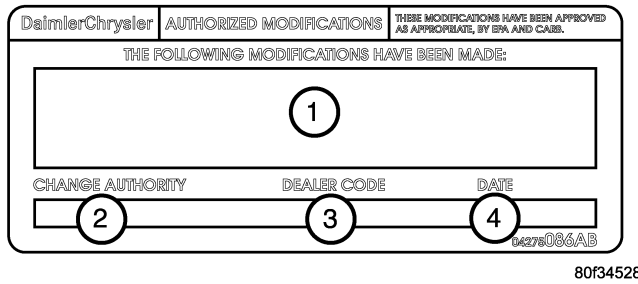 DaimlerChrysler AUTHORIZED MODIFICATIONS THESE MODIFICATIONS HAVE BEEN APPROVED
AS APPROPRIATE, BY EPA AND CARB.
THE FOLLOWING MODIFICATIONS HAVE BEEN MADE:
1
CHANGE AUTHORITY DEALER CODE DATE
2 3 4
04275086AB
80f34528